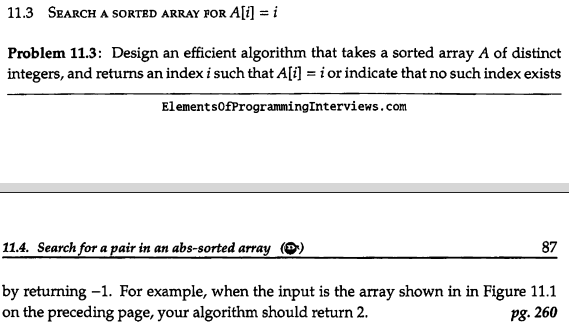 11.3 SEARCH A SORTED ARRAY FOR A[i] = i
Problem 11.3: Design an efficient algorithm that takes a sorted array A of distinct
integers, and returns an index i such that A[i] = i or indicate that no such index exists
ElementsOfProgrammingInterviews.com
11.4. Search for a pair in an abs-sorted array 87
by returning −1. For example, when the input is the array shown in in Figure 11.1
on the preceding page, your algorithm should return 2. pg. 260